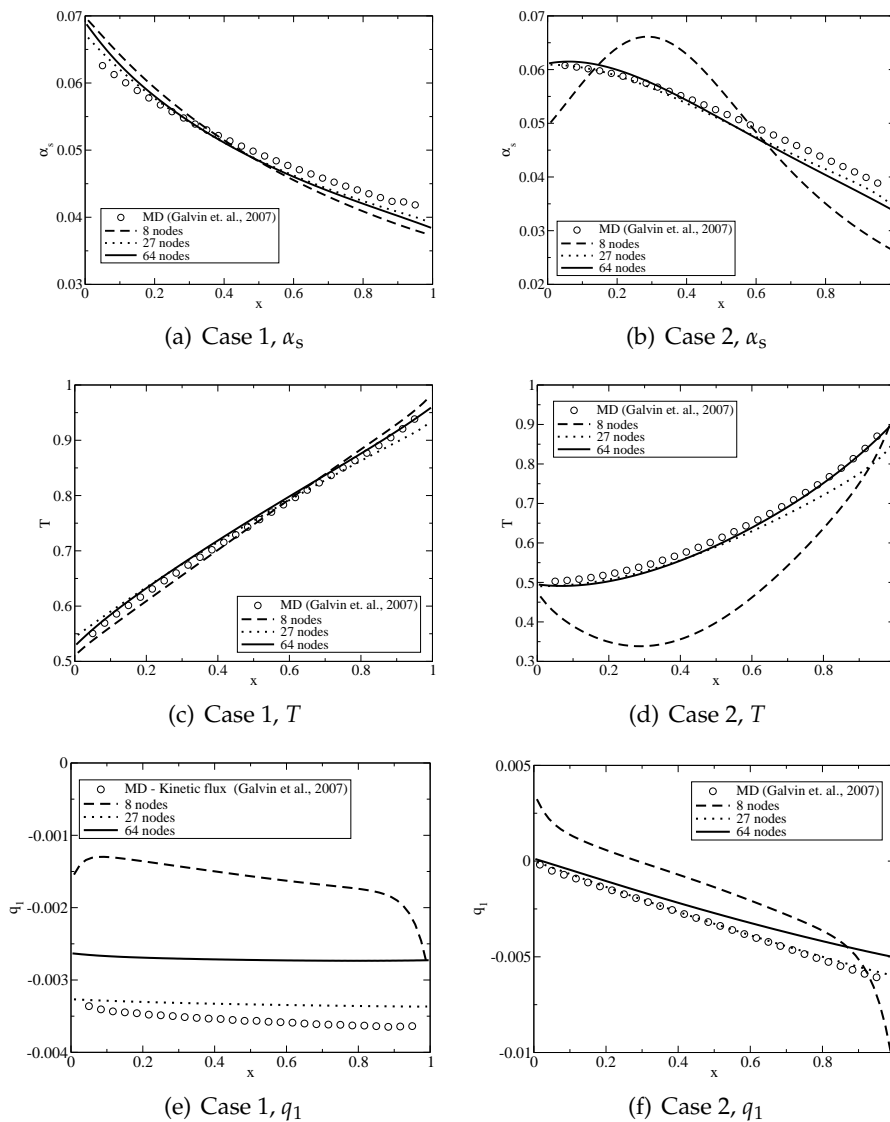 0.07
0.06
0.05
0.04
0.03
α_s
MD (Galvin et. al., 2007)
8 nodes
27 nodes
64 nodes
0 0.2 0.4 0.6 0.8 1
x
(a) Case 1, α_s
0.07
0.06
0.05
0.04
0.03
0.02
α_s
MD (Galvin et. al., 2007)
8 nodes
27 nodes
64 nodes
0 0.2 0.4 0.6 0.8
x
(b) Case 2, α_s
1
0.9
0.8
0.7
0.6
0.5
T
MD (Galvin et. al., 2007)
8 nodes
27 nodes
64 nodes
0 0.2 0.4 0.6 0.8 1
x
(c) Case 1, T
1
0.9
0.8
0.7
0.6
0.5
0.4
0.3
T
MD (Galvin et. al., 2007)
8 nodes
27 nodes
64 nodes
0 0.2 0.4 0.6 0.8
x
(d) Case 2, T
0
-0.001
-0.002
-0.003
-0.004
q_1
MD - Kinetic flux (Galvin et al., 2007)
8 nodes
27 nodes
64 nodes
0 0.2 0.4 0.6 0.8 1
x
(e) Case 1, q_1
0.005
0
-0.005
-0.01
q_1
MD (Galvin et. al., 2007)
8 nodes
27 nodes
64 nodes
0 0.2 0.4 0.6 0.8
x
(f) Case 2, q_1